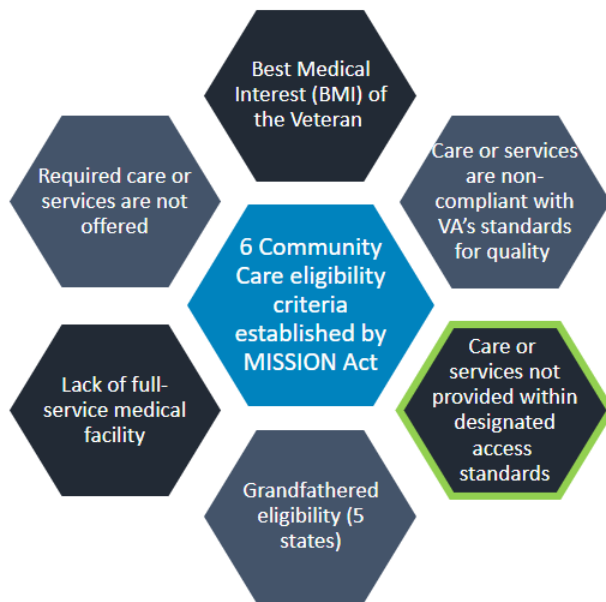 Best Medical
Interest (BMI) of
the Veteran
Required care or
services are not
offered
Care or services
are non-
compliant with
VA's standards
for quality
6 Community
Care eligibility
criteria
established by
MISSION Act
Lack of full-
service medical
facility
Care or
services not
provided within
designated
access
standards
Grandfathered
eligibility (5
states)